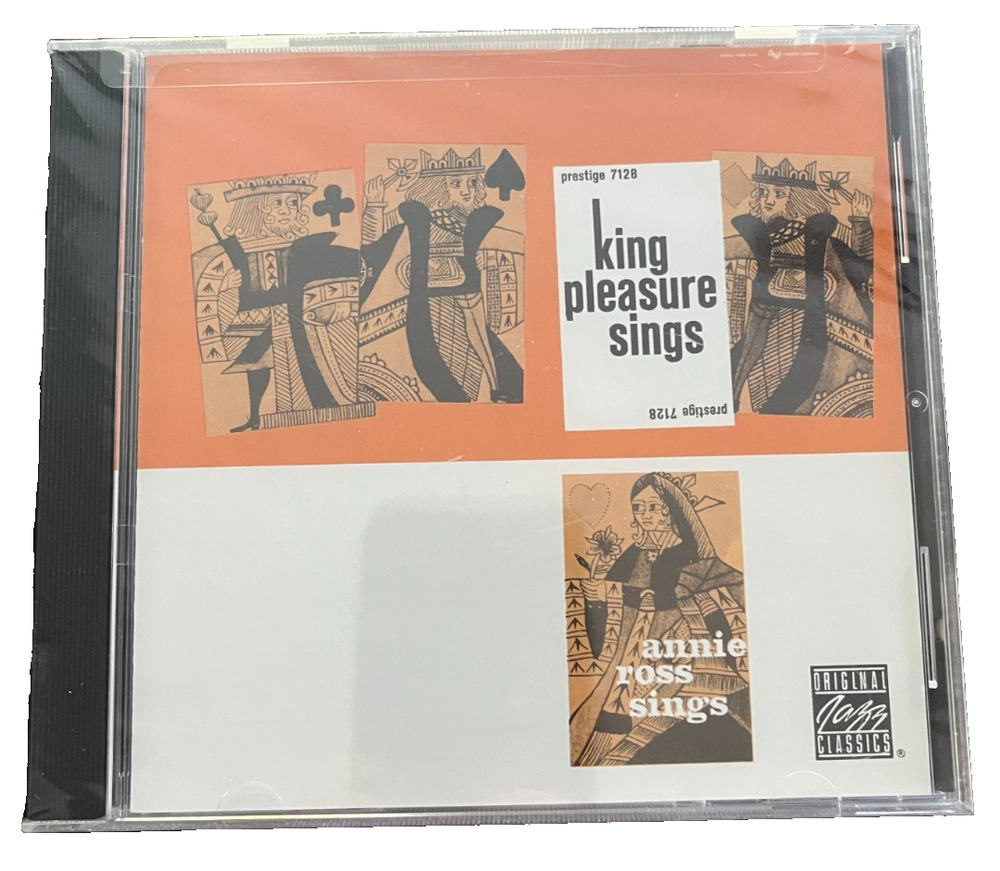 prestige 7128
king
pleasure
sings
prestige 7128
annie
ross
sings
ORIGINAL
Jazz
CLASSICS
®